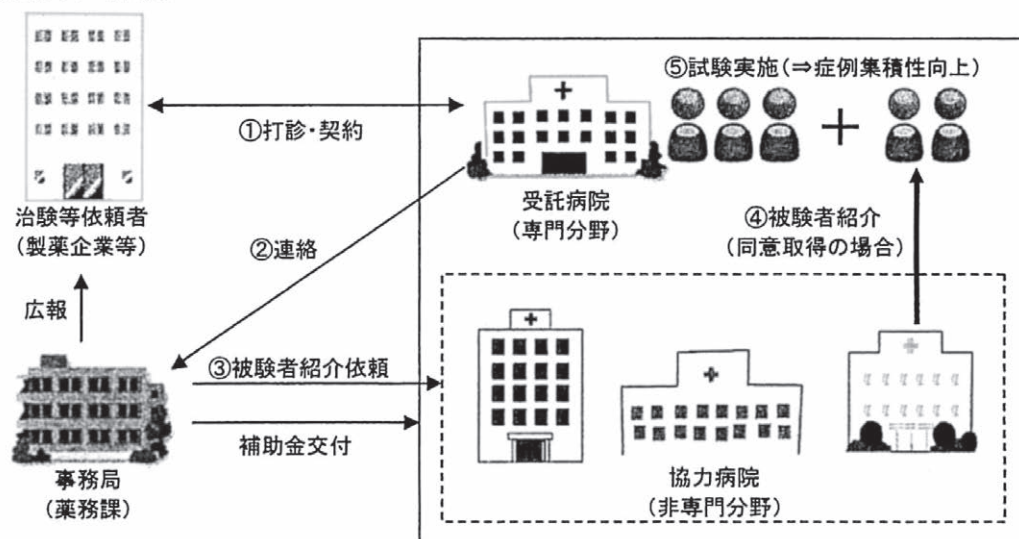 ⑤試験実施(⇒症例集積性向上)
①打診・契約
治験等依頼者
(製薬企業等)
受託病院
(専門分野)
④被験者紹介
(同意取得の場合)
②連絡
広報
③被験者紹介依頼
補助金交付
事務局
(薬務課)
協力病院
(非専門分野)